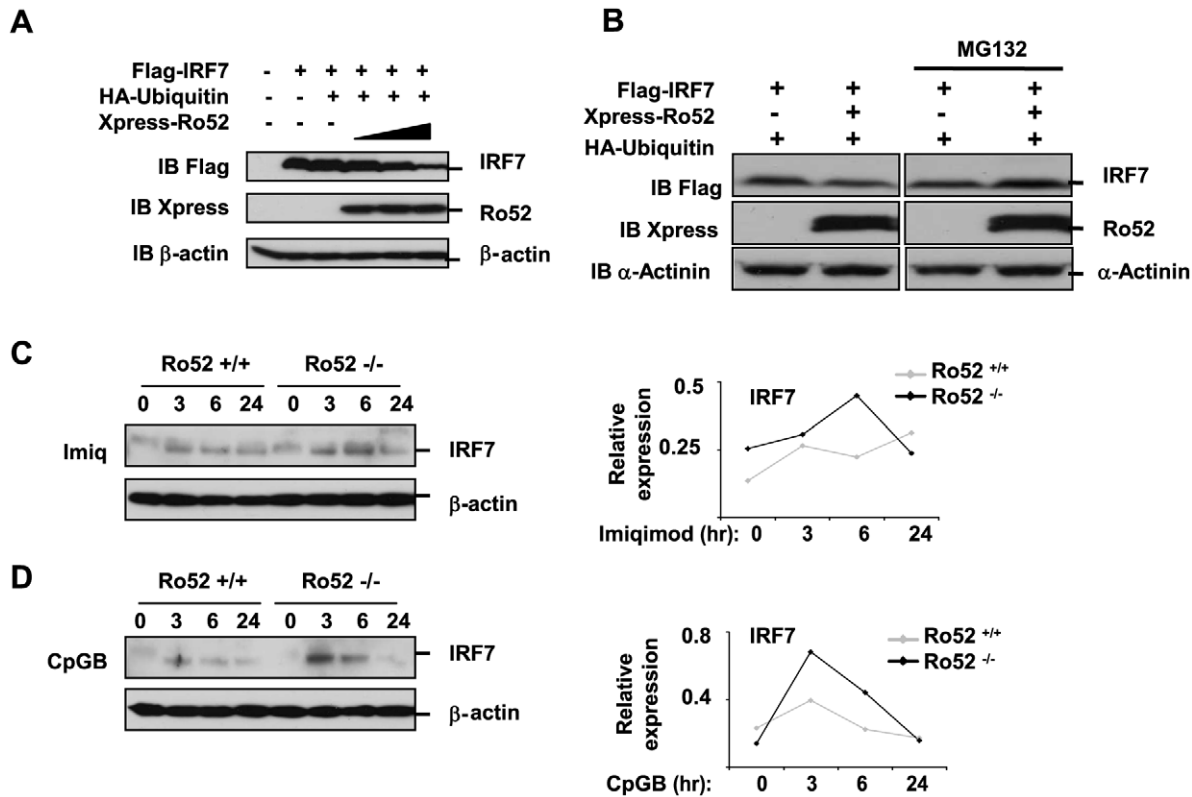 A
Flag-IRF7 - + + + + +
HA-Ubiquitin - - + + + +
Xpress-Ro52 - - -
IB Flag IRF7
IB Xpress Ro52
IB β-actin β-actin
B
MG132
Flag-IRF7 + + + +
Xpress-Ro52 - + - +
HA-Ubiquitin + + + +
IB Flag IRF7
IB Xpress Ro52
IB α-Actinin α-Actinin
C
Ro52 +/+ Ro52 -/-
0 3 6 24 0 3 6 24
Imiq IRF7
β-actin
Ro52 +/+
Ro52 -/-
IRF7
0.5
0.25
Relative
expression
Imiqimod (hr): 0 3 6 24
D
Ro52 +/+ Ro52 -/-
0 3 6 24 0 3 6 24
CpGB IRF7
β-actin
IRF7
Ro52 +/+
Ro52 -/-
0.8
0.4
Relative
expression
CpGB (hr): 0 3 6 24